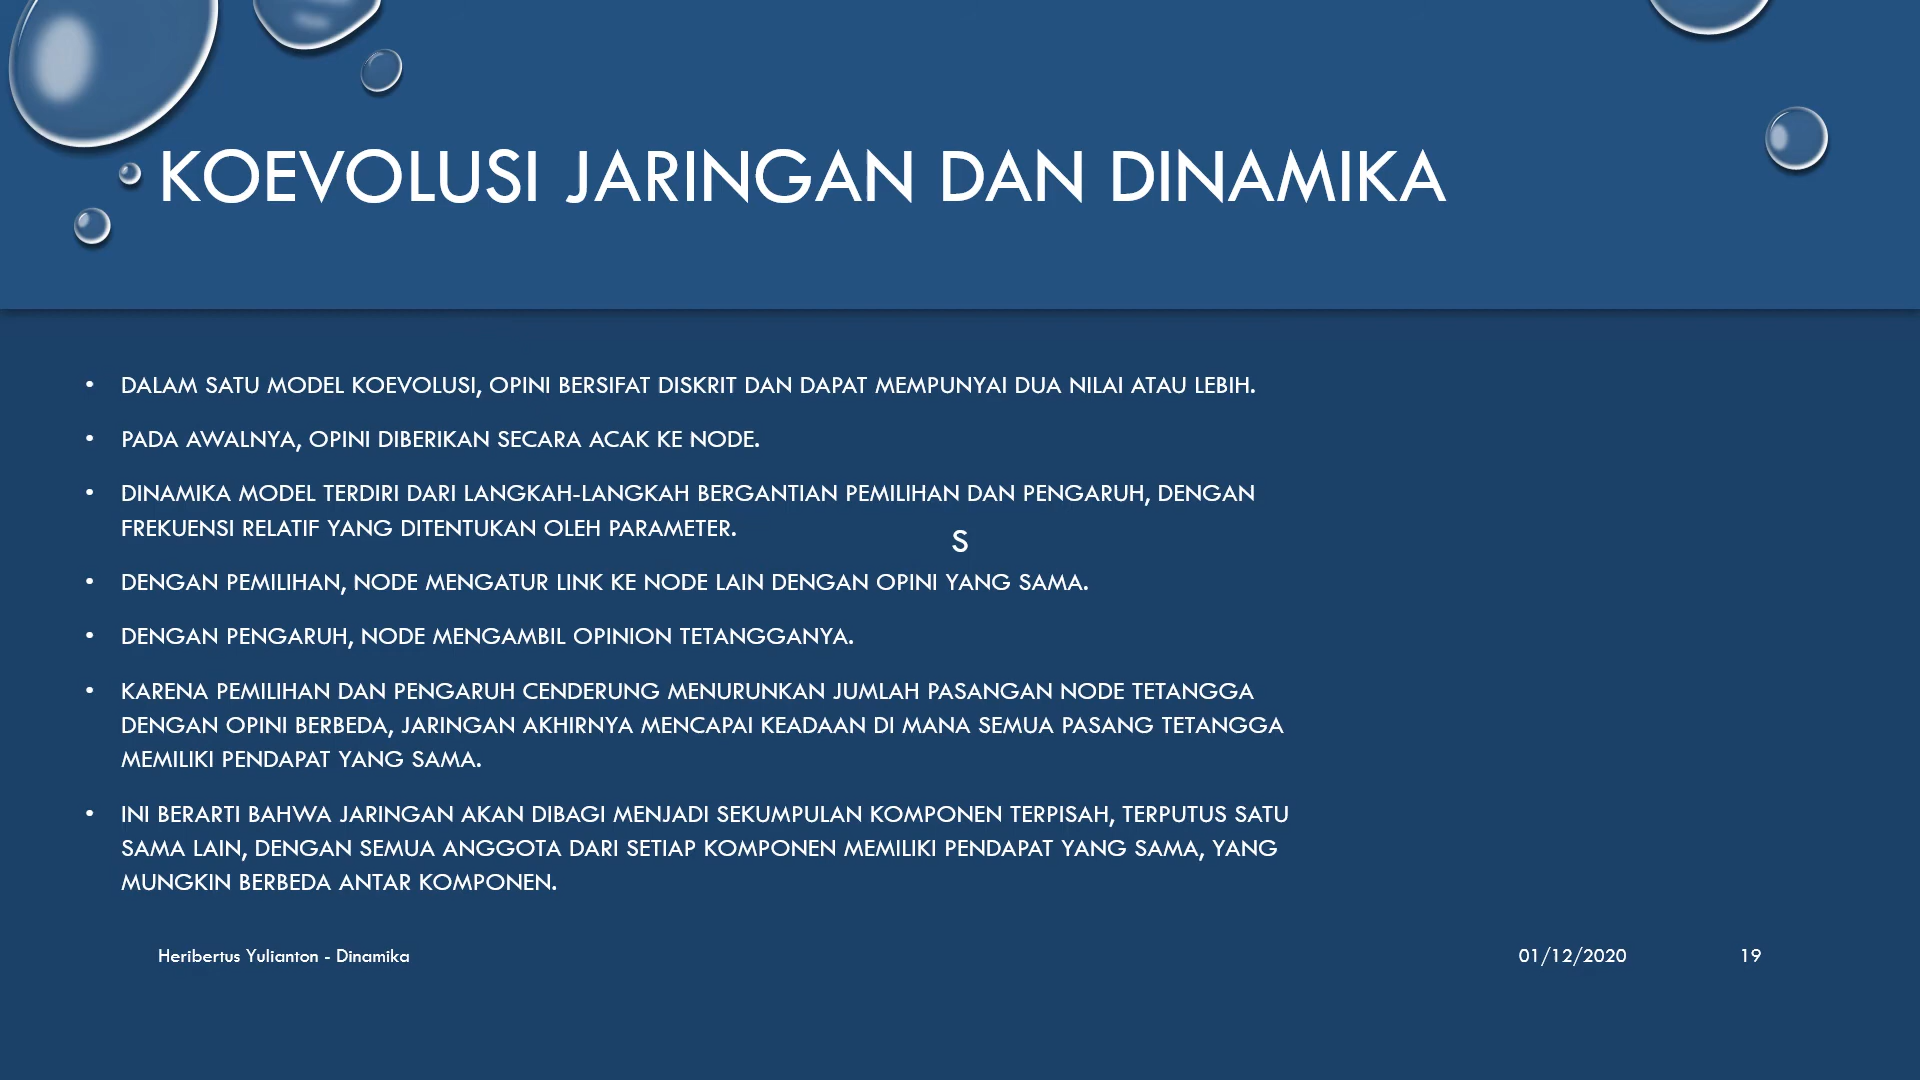 KOEVOLUSI JARINGAN DAN DINAMIKA
• DALAM SATU MODEL KOEVOLUSI, OPINI BERSIFAT DISKRIT DAN DAPAT MEMPUNYAI DUA NILAI ATAU LEBIH.
• PADA AWALNYA, OPINI DIBERIKAN SECARA ACAK KE NODE.
• DINAMIKA MODEL TERDIRI DARI LANGKAH-LANGKAH BERGANTIAN PEMILIHAN DAN PENGARUH, DENGAN
FREKUENSI RELATIF YANG DITENTUKAN OLEH PARAMETER.
S
• DENGAN PEMILIHAN, NODE MENGATUR LINK KE NODE LAIN DENGAN OPINI YANG SAMA.
• DENGAN PENGARUH, NODE MENGAMBIL OPINION TETANGGANYA.
• KARENA PEMILIHAN DAN PENGARUH CENDERUNG MENURUNKAN JUMLAH PASANGAN NODE TETANGGA
DENGAN OPINI BERBEDA, JARINGAN AKHIRNYA MENCAPAI KEADAAN DI MANA SEMUA PASANG TETANGGA
MEMILIKI PENDAPAT YANG SAMA.
• INI BERARTI BAHWA JARINGAN AKAN DIBAGI MENJADI SEKUMPULAN KOMPONEN TERPISAH, TERPUTUS SATU
SAMA LAIN, DENGAN SEMUA ANGGOTA DARI SETIAP KOMPONEN MEMILIKI PENDAPAT YANG SAMA, YANG
MUNGKIN BERBEDA ANTAR KOMPONEN.
Heribertus Yulianton - Dinamika
01/12/2020
19